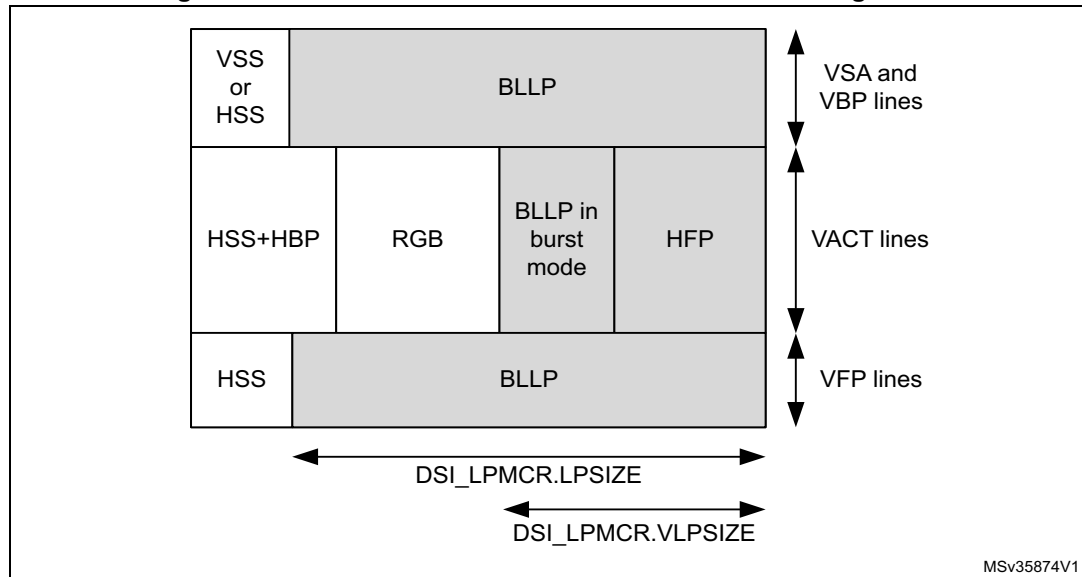 VSS
or
HSS
BLLP
VSA and
VBP lines
HSS+HBP
RGB
BLLP in
burst
mode
HFP
VACT lines
HSS
BLLP
VFP lines
DSI_LPMCR.LPSIZE
DSI_LPMCR.VLPSIZE
MSv35874V1